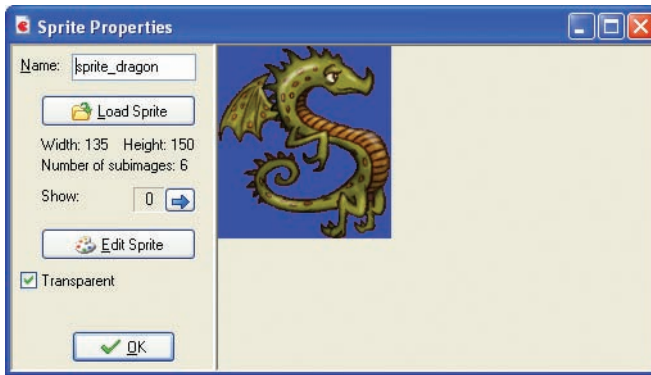 Sprite Properties
Name: sprite_dragon
Load Sprite
Width: 135 Height: 150
Number of subimages: 6
Show: 0
Edit Sprite
Transparent
OK